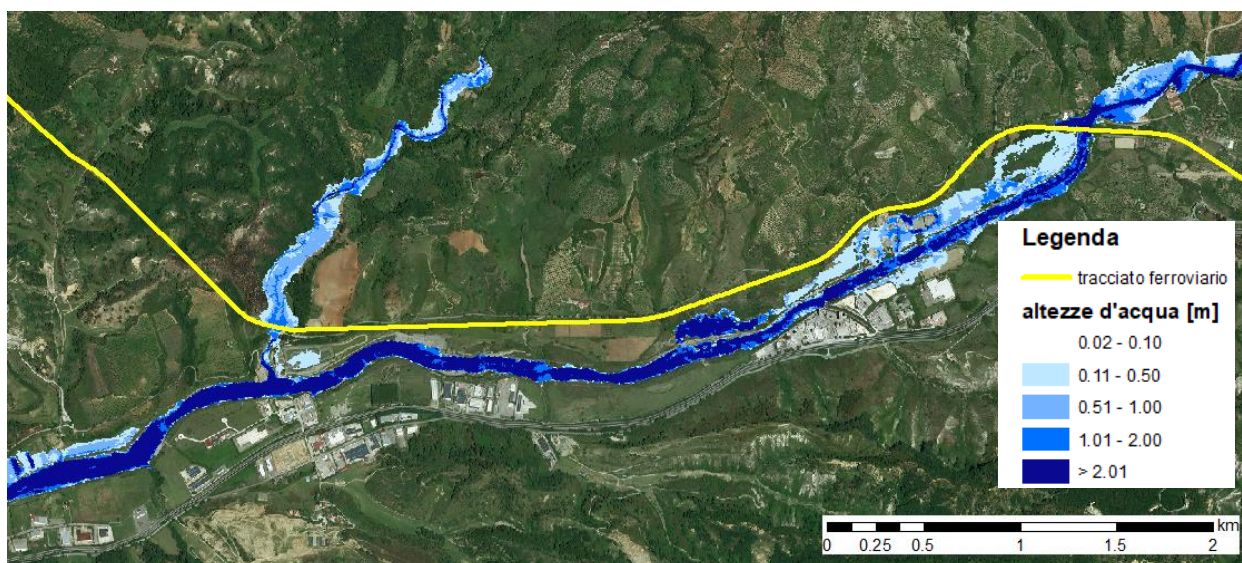 Legenda
tracciato ferroviario
altezze d'acqua [m]
0.02 - 0.10
0.11 - 0.50
0.51 - 1.00
1.01 - 2.00
> 2.01
km
0 0.25 0.5 1 1.5 2